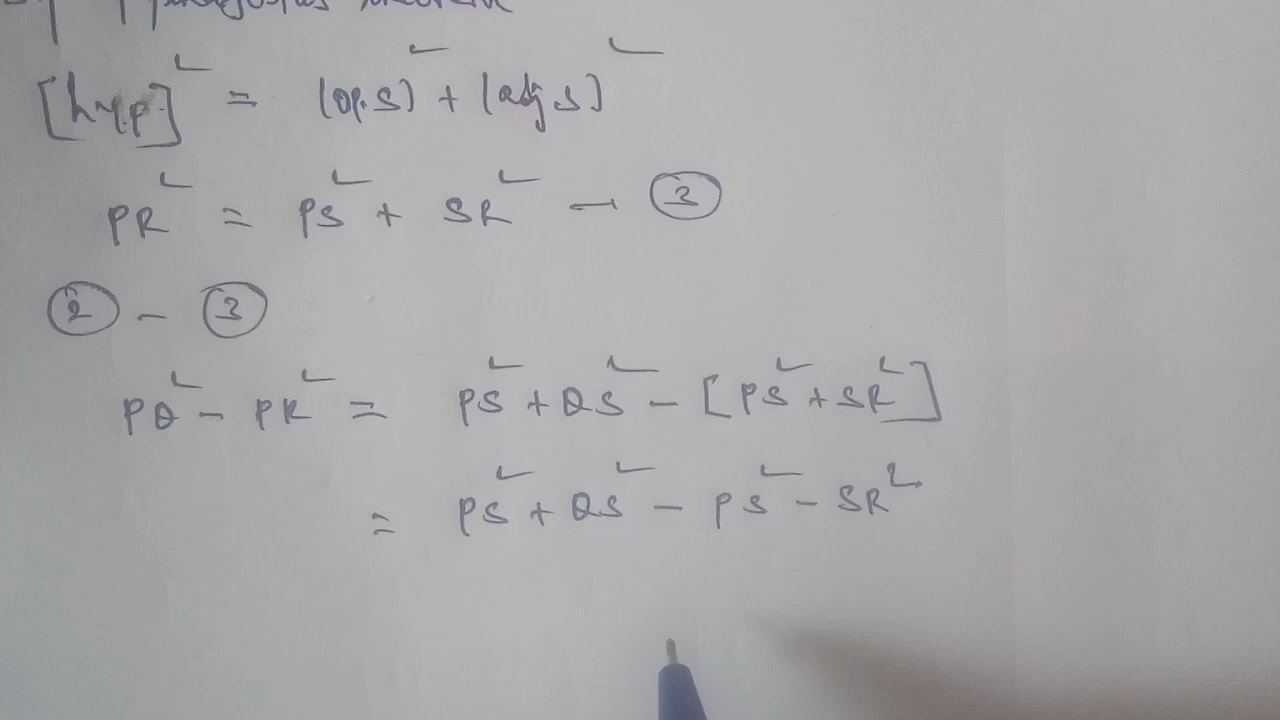 [hyp]² = (op.s)² + (adj s)²
PR² = PS² + SR² — ③
② - ③
PQ² - PR² = PS² + QS² - [PS² + SR²]
= PS² + QS² - PS² - SR²